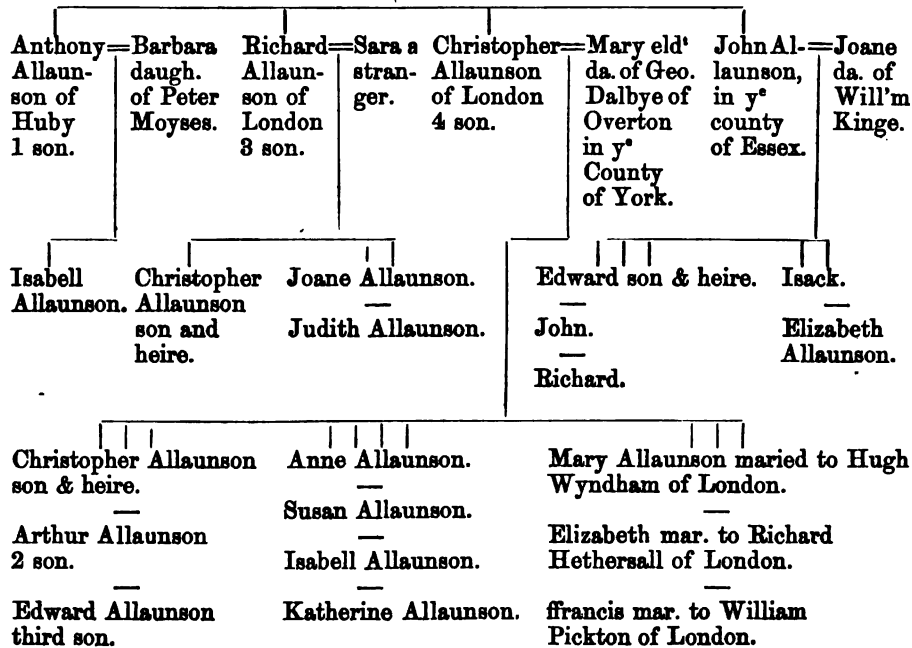 Anthony=Barbara
Allaun-
son of
Huby
1 son.
daugh.
of Peter
Moyses.
Richard=Sara a
Allaun-
son of
London
3 son.
stran-
ger.
Christopher=Mary eldt
Allaunson
of London
4 son.
da. of Geo.
Dalbye of
Overton
in ye
County
of York.
John Al-=Joane
launson,
in ye
county
of Essex.
da. of
Will'm
Kinge.
Isabell
Allaunson.
Christopher
Allaunson
son and
heire.
Joane Allaunson.
Judith Allaunson.
Edward son & heire.
John.
Richard.
Isack.
Elizabeth
Allaunson.
Christopher Allaunson
son & heire.
Arthur Allaunson
2 son.
Edward Allaunson
third son.
Anne Allaunson.
Susan Allaunson.
Isabell Allaunson.
Katherine Allaunson.
Mary Allaunson maried to Hugh
Wyndham of London.
Elizabeth mar. to Richard
Hethersall of London.
ffrancis mar. to William
Pickton of London.